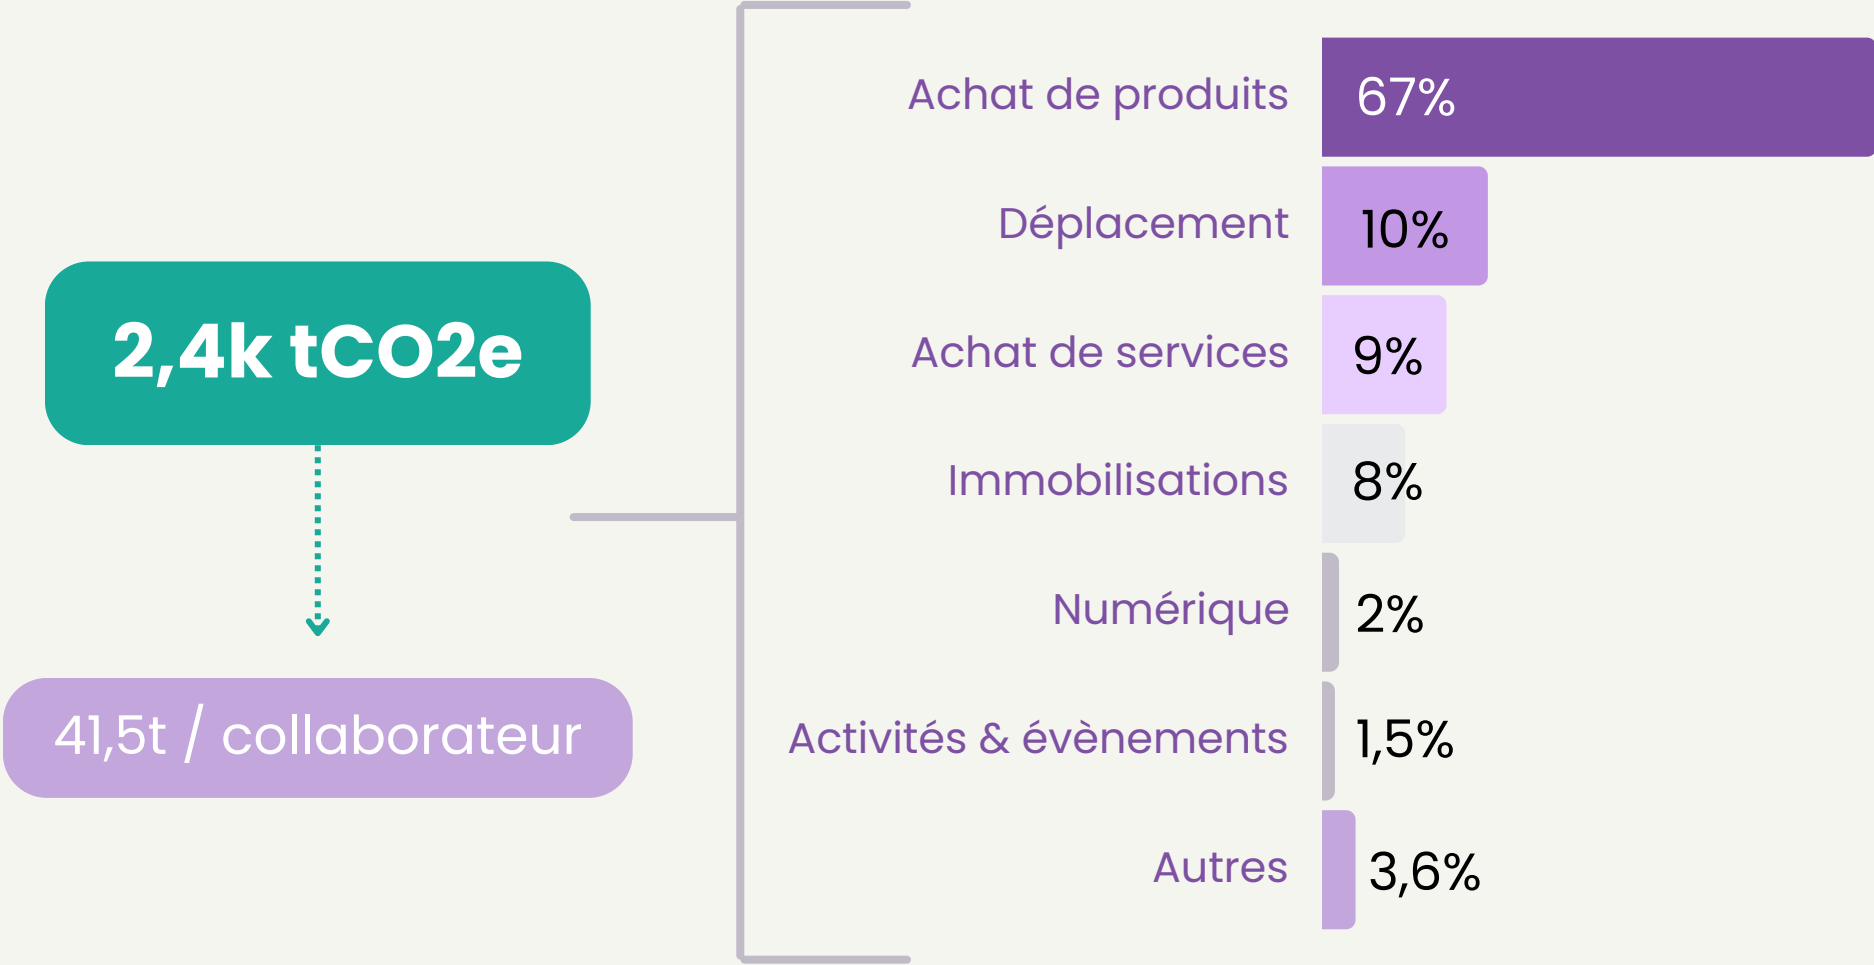 2,4k tCO2e
41,5t / collaborateur
Achat de produits 67%
Déplacement 10%
Achat de services 9%
Immobilisations 8%
Numérique 2%
Activités & évènements 1,5%
Autres 3,6%